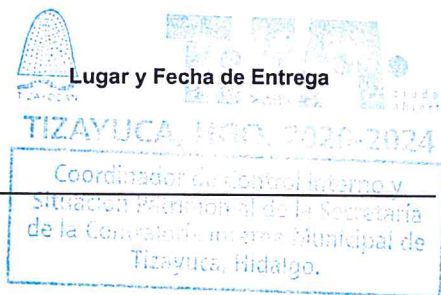 Lugar y Fecha de Entrega
TIZAYUCA, HGO. 2020-2024
Coordinador de Control Interno y
Situación Patrimonial de la Secretaría
de la Contraloría Interna Municipal de
Tizayuca, Hidalgo.